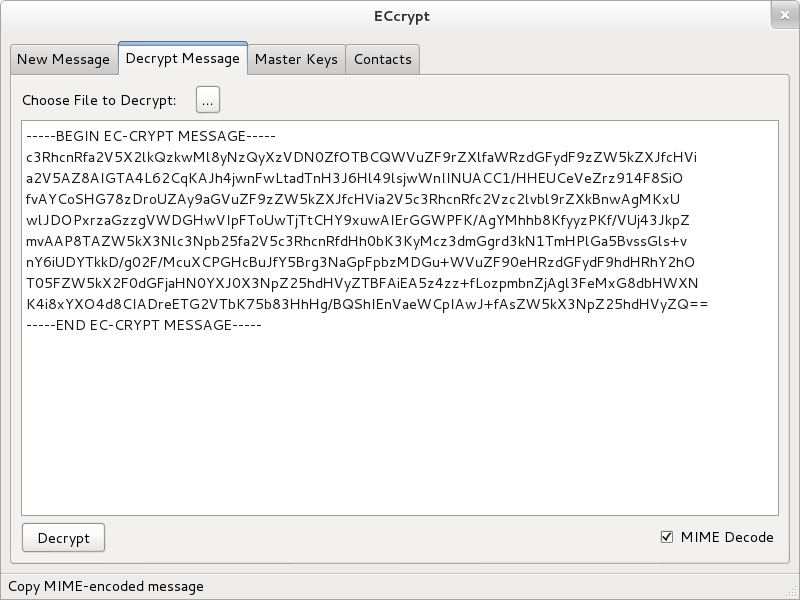 ECcrypt
New Message
Decrypt Message
Master Keys
Contacts
Choose File to Decrypt:
...
-----BEGIN EC-CRYPT MESSAGE-----
c3RhcnRfa2V5X2lkQzkwMl8yNzQyXzVDN0ZfOTBCQWVuZF9rZXlfaWRzdGFydF9zZW5kZXJfcHVi
a2V5AZ8AIGTA4L62CqKAJh4jwnFwLtadTnH3J6Hl49lsjwWnIINUACC1/HHEUCeVeZrz914F8SiO
fvAYCoSHG78zDroUZAy9aGVuZF9zZW5kZXJfcHVia2V5c3RhcnRfc2Vzc2lvbl9rZXkBnwAgMKxU
wlJDOPxrzaGzzgVWDGHwVIpFToUwTjTtCHY9xuwAIErGGWPFK/AgYMhhb8KfyyzPKf/VUj43JkpZ
mvAAP8TAZW5kX3Nlc3Npb25fa2V5c3RhcnRfdHh0bK3KyMcz3dmGgrd3kN1TmHPlGa5BvssGls+v
nY6iUDYTkkD/g02F/McuXCPGHcBuJfY5Brg3NaGpFpbzMDGu+WVuZF90eHRzdGFydF9hdHRhY2hO
T05FZW5kX2F0dGFjaHN0YXJ0X3NpZ25hdHVyZTBFAiEA5z4zz+fLozpmbnZjAgl3FeMxG8dbHWXN
K4i8xYXO4d8CIADreETG2VTbK75b83HhHg/BQShIEnVaeWCpIAwJ+fAsZW5kX3NpZ25hdHVyZQ==
-----END EC-CRYPT MESSAGE-----
Decrypt
MIME Decode
Copy MIME-encoded message